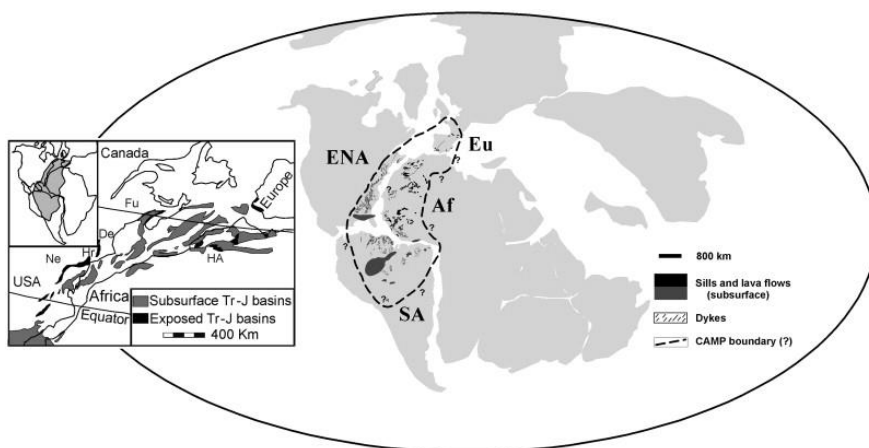 ENA
Eu
Af
SA
?
?
?
?
?
?
?
?
?
Canada
Europe
Fu
De
Hr
Ne
HA
USA
Africa
Equator
Subsurface Tr-J basins
Exposed Tr-J basins
400 Km
800 km
Sills and lava flows
(subsurface)
Dykes
CAMP boundary (?)